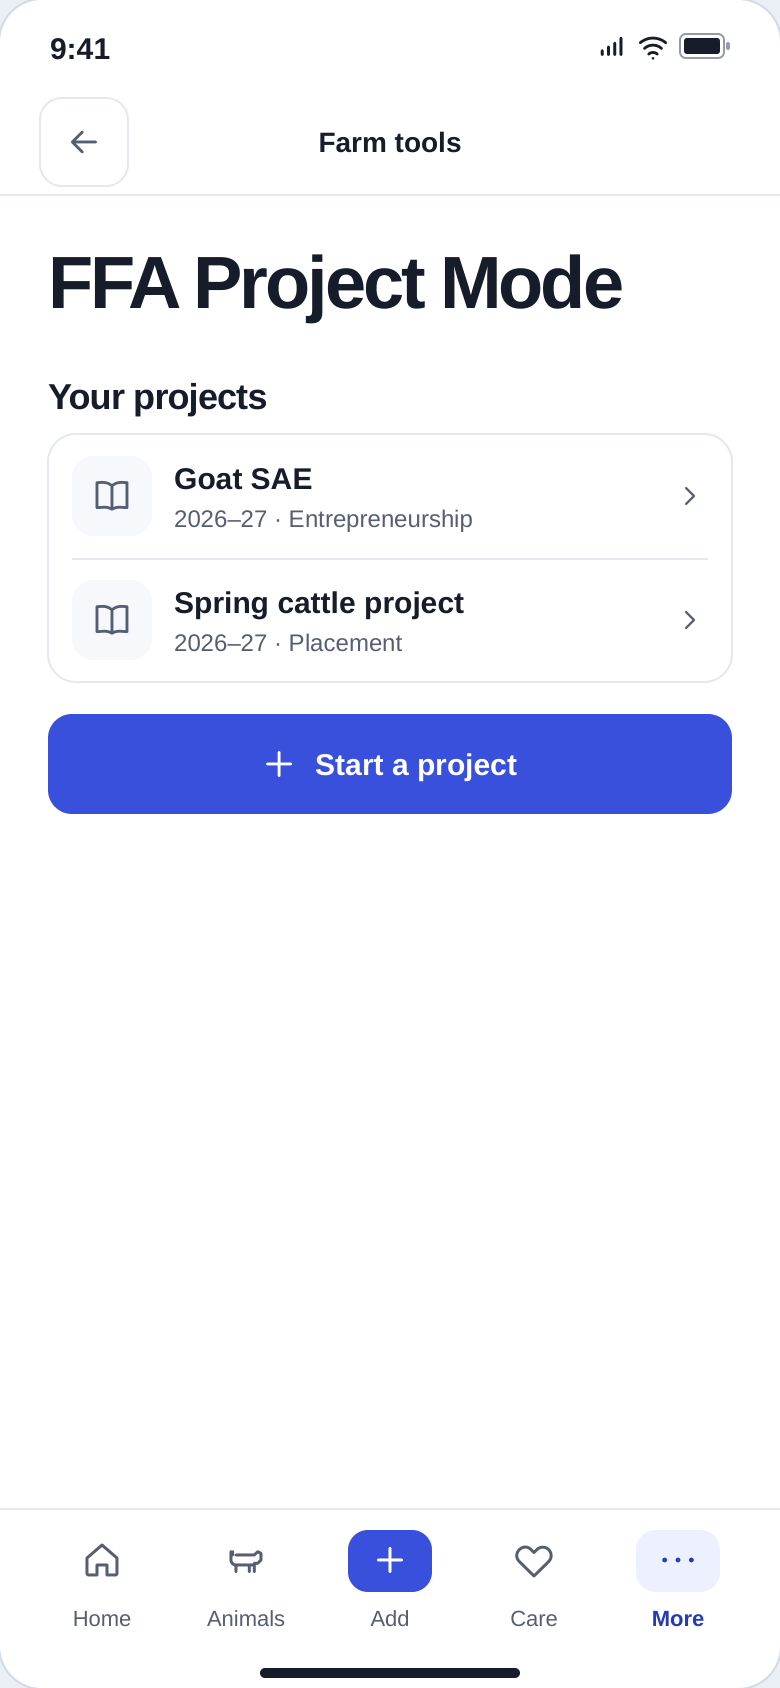 9:41
Farm tools
FFA Project Mode
Your projects
Goat SAE
2026–27 · Entrepreneurship
Spring cattle project
2026–27 · Placement
Start a project
Home
Animals
Add
Care
More